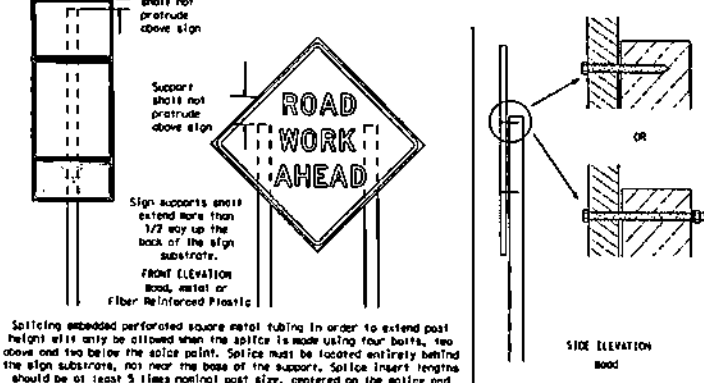 shall not
protrude
above sign
Support
shall not
protrude
above sign
ROAD
WORK
AHEAD
Sign supports shall
extend more than
1/2 way up the
back of the sign
substrate.
FRONT ELEVATION
Wood, metal or
Fiber Reinforced Plastic
OR
SIDE ELEVATION
Wood
Splicing embedded perforated square metal tubing in order to extend post
height will only be allowed when the splice is made using four bolts, two
above and two below the splice point. Splice must be located entirely behind
the sign substrate, not near the base of the support. Splice insert lengths
should be at least 5 times nominal post size, centered on the splice and